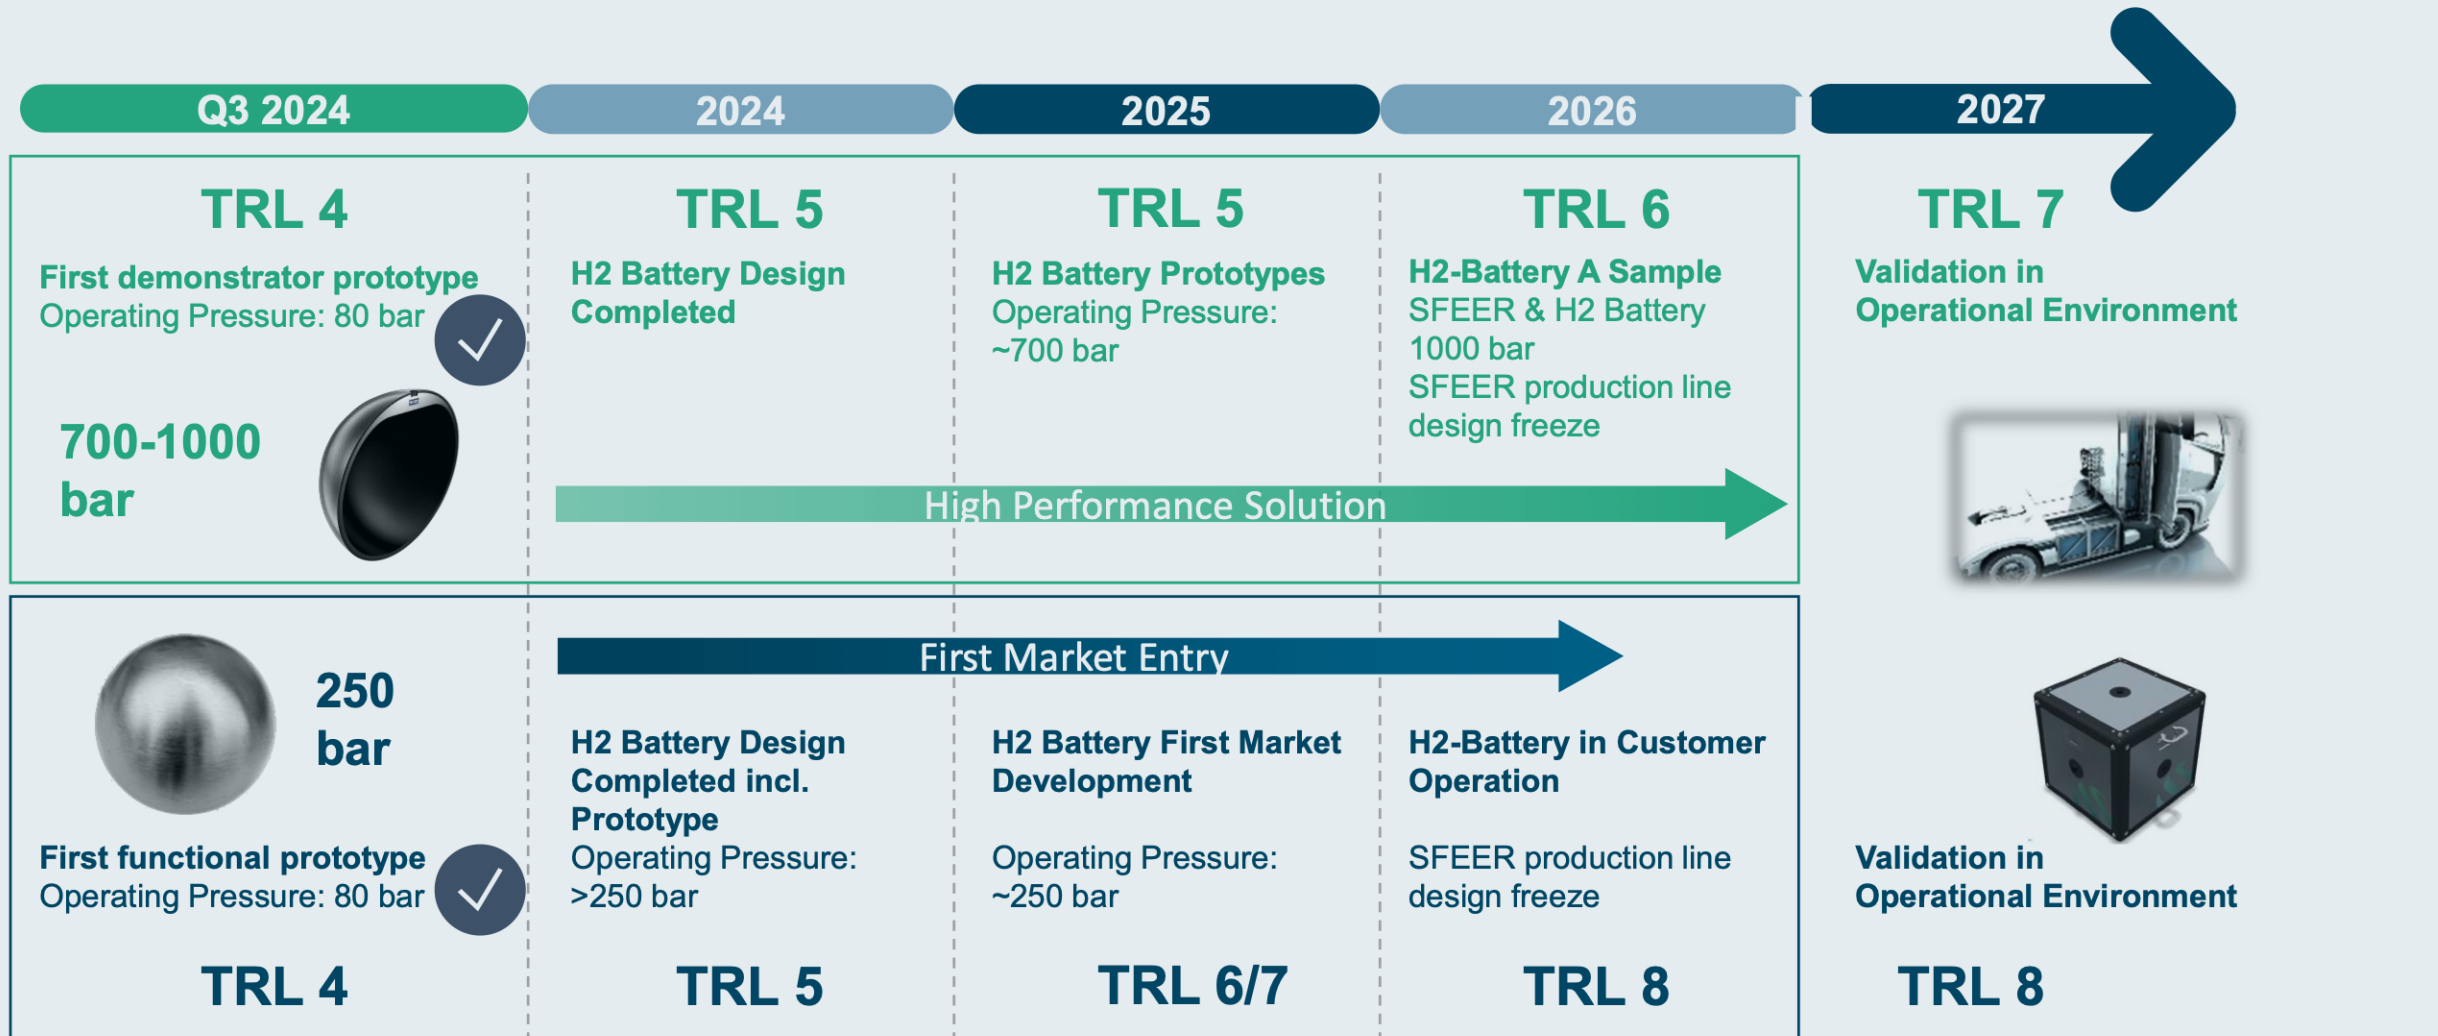 Q3 2024
2024
2025
2026
2027
TRL 4
First demonstrator prototype
Operating Pressure: 80 bar
700-1000
bar
TRL 5
H2 Battery Design
Completed
TRL 5
H2 Battery Prototypes
Operating Pressure:
~700 bar
TRL 6
H2-Battery A Sample
SFEER & H2 Battery
1000 bar
SFEER production line
design freeze
TRL 7
Validation in
Operational Environment
High Performance Solution
First Market Entry
250
bar
First functional prototype
Operating Pressure: 80 bar
TRL 4
H2 Battery Design
Completed incl.
Prototype
Operating Pressure:
>250 bar
TRL 5
H2 Battery First Market
Development
Operating Pressure:
~250 bar
TRL 6/7
H2-Battery in Customer
Operation
SFEER production line
design freeze
TRL 8
Validation in
Operational Environment
TRL 8